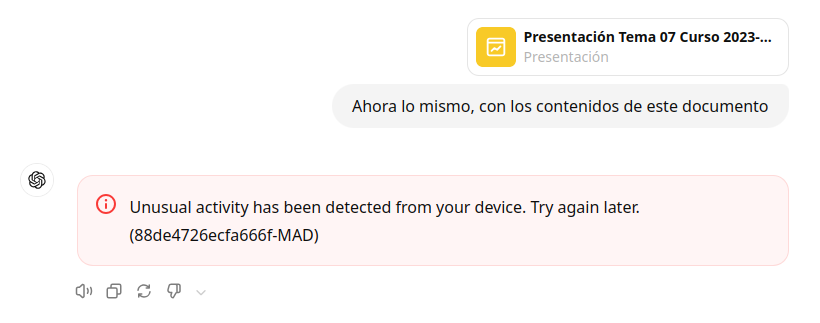 Presentación Tema 07 Curso 2023-...
Presentación
Ahora lo mismo, con los contenidos de este documento
Unusual activity has been detected from your device. Try again later.
(88de4726ecfa666f-MAD)